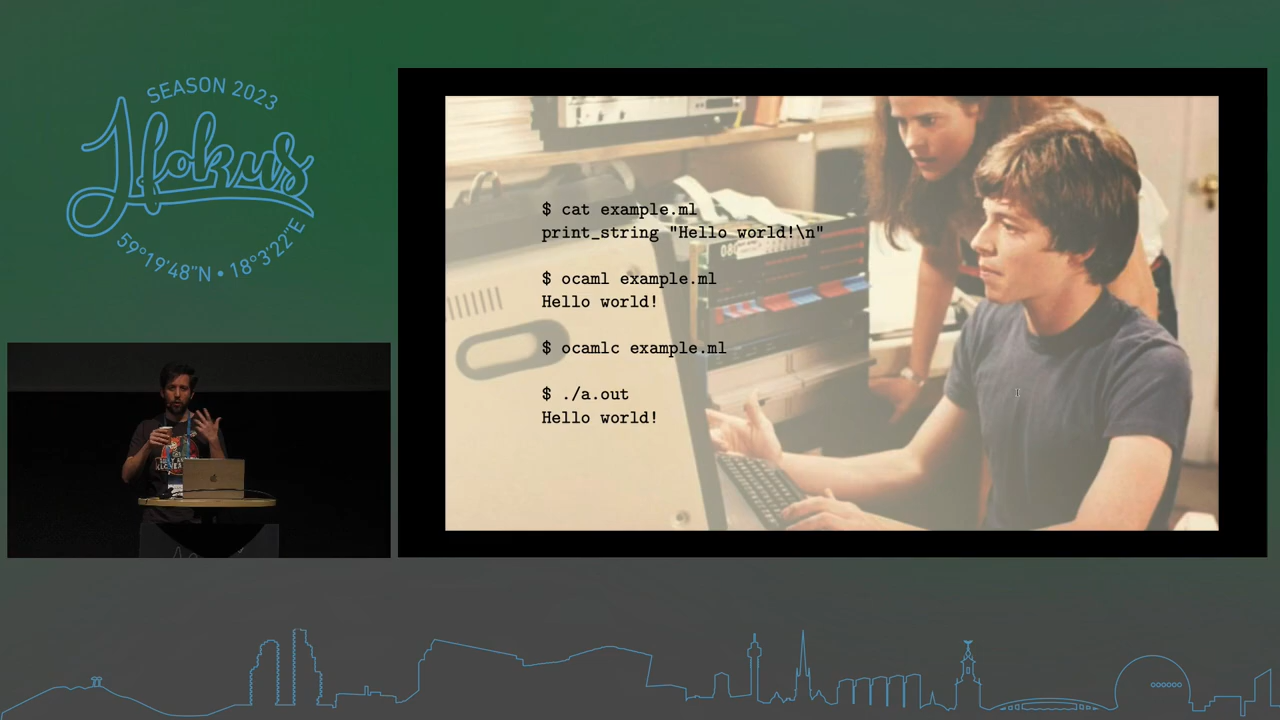 SEASON 2023
Jfokus
59°19'48"N • 18°3'22"E
$ cat example.ml
print_string "Hello world!\n"
$ ocaml example.ml
Hello world!
$ ocamlc example.ml
$ ./a.out
Hello world!